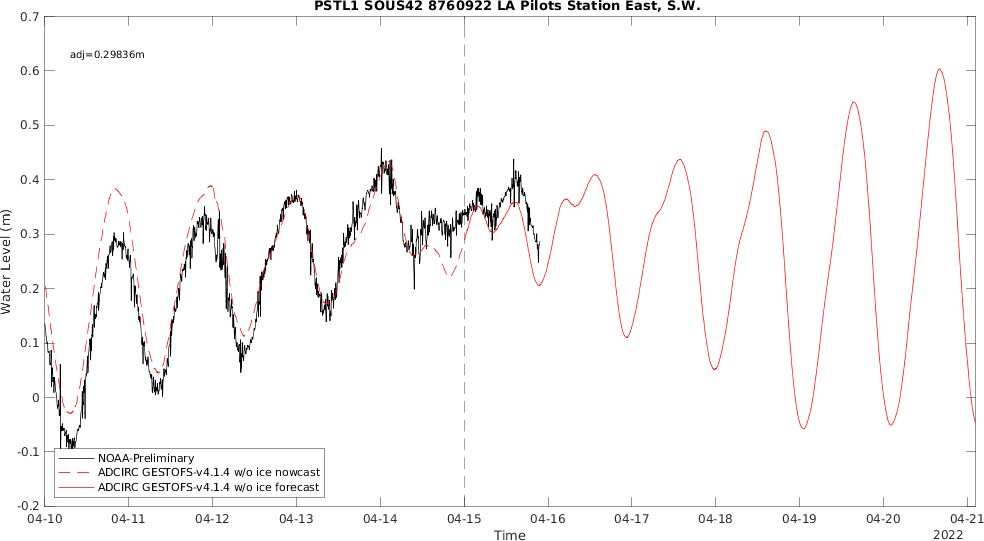 PSTL1 SOUS42 8760922 LA Pilots Station East, S.W.
adj=0.29836m
0.7
0.6
0.5
0.4
0.3
0.2
0.1
0
-0.1
-0.2
Water Level (m)
NOAA-Preliminary
ADCIRC GESTOFS-v4.1.4 w/o ice nowcast
ADCIRC GESTOFS-v4.1.4 w/o ice forecast
04-10 04-11 04-12 04-13 04-14 04-15 04-16 04-17 04-18 04-19 04-20 04-21
Time
2022